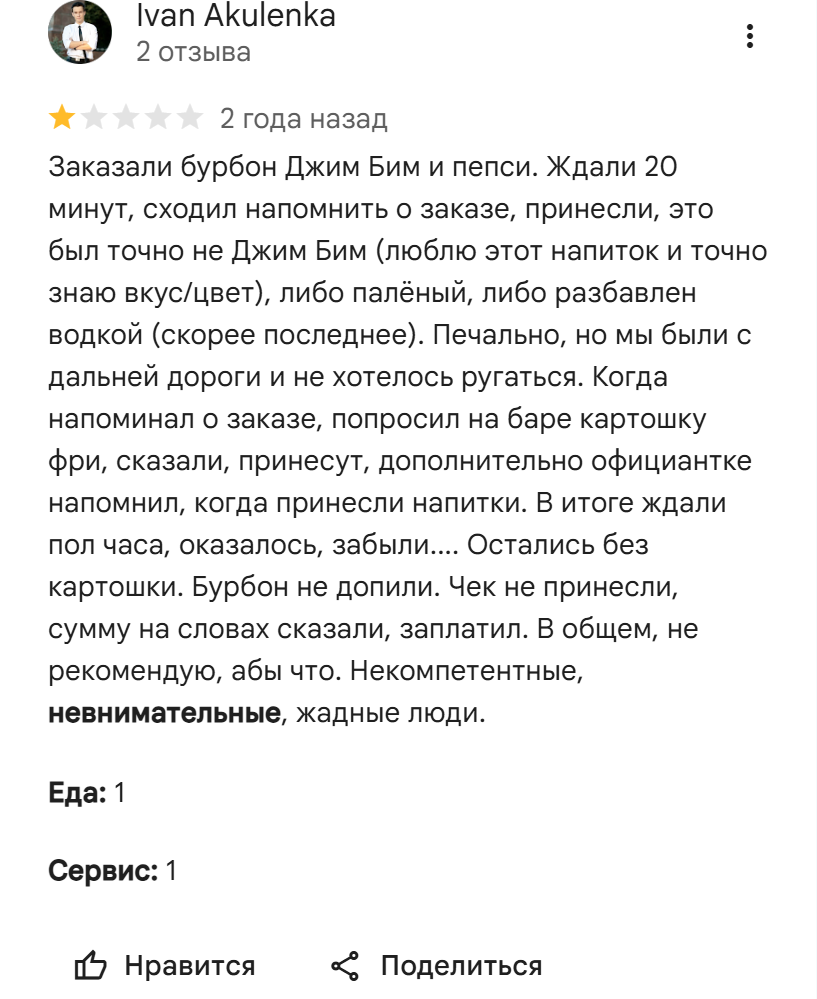 Ivan Akulenka
2 отзыва
2 года назад
Заказали бурбон Джим Бим и пепси. Ждали 20
минут, сходил напомнить о заказе, принесли, это
был точно не Джим Бим (люблю этот напиток и точно
знаю вкус/цвет), либо палёный, либо разбавлен
водкой (скорее последнее). Печально, но мы были с
дальней дороги и не хотелось ругаться. Когда
напоминал о заказе, попросил на баре картошку
фри, сказали, принесут, дополнительно официантке
напомнил, когда принесли напитки. В итоге ждали
пол часа, оказалось, забыли.... Остались без
картошки. Бурбон не допили. Чек не принесли,
сумму на словах сказали, заплатил. В общем, не
рекомендую, абы что. Некомпетентные,
невнимательные, жадные люди.
Еда: 1
Сервис: 1
Нравится
Поделиться